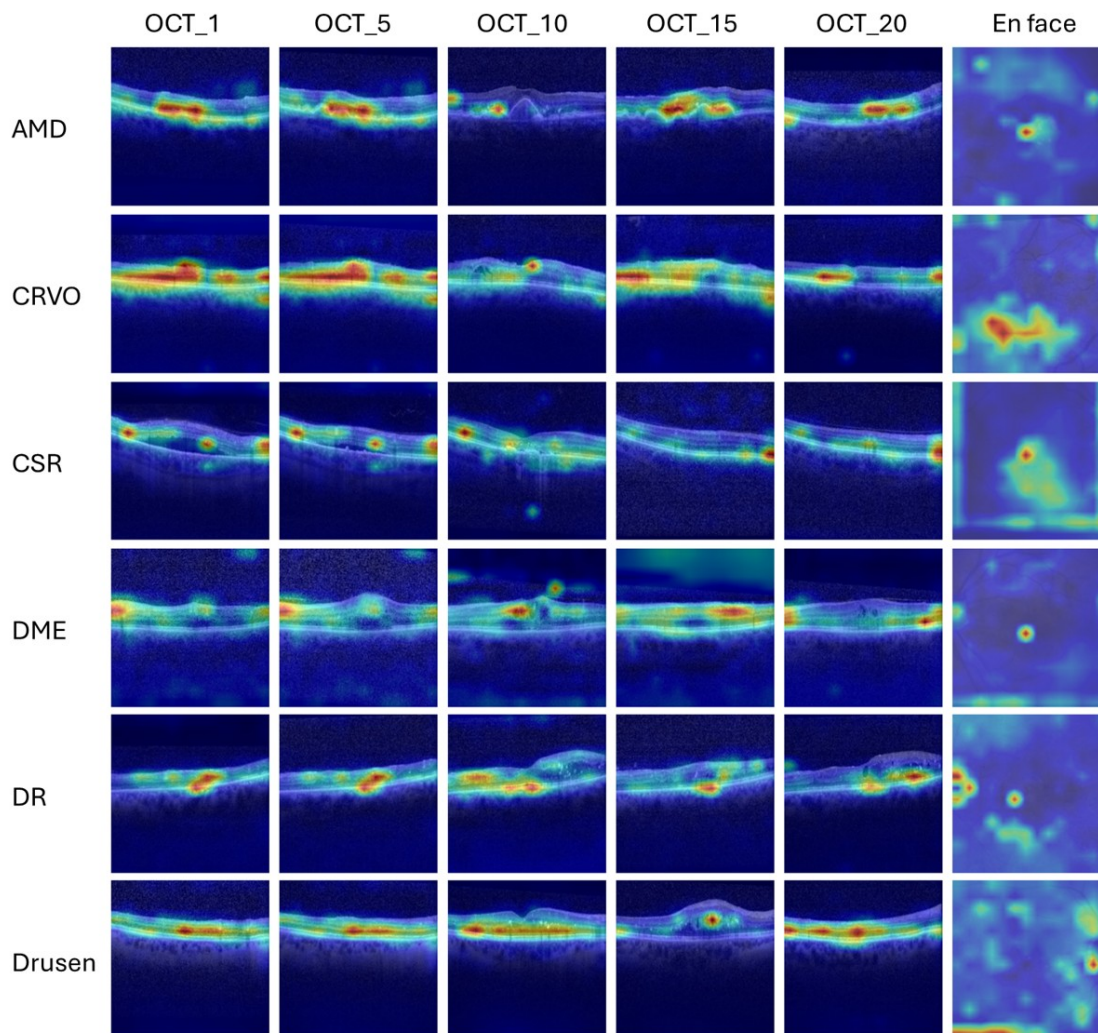 OCT_1 OCT_5 OCT_10 OCT_15 OCT_20 En face
AMD
CRVO
CSR
DME
DR
Drusen